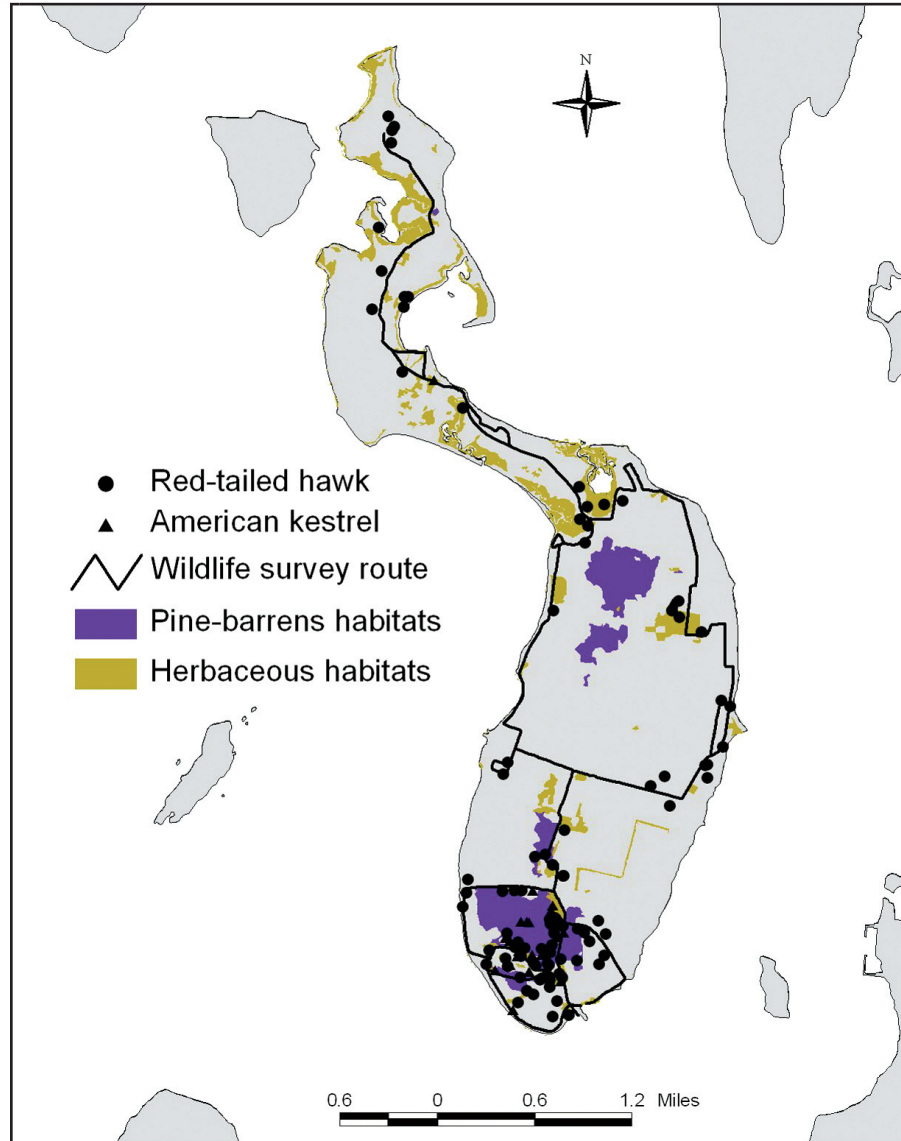 N
Red-tailed hawk
American kestrel
Wildlife survey route
Pine-barrens habitats
Herbaceous habitats
0.6 0 0.6 1.2 Miles